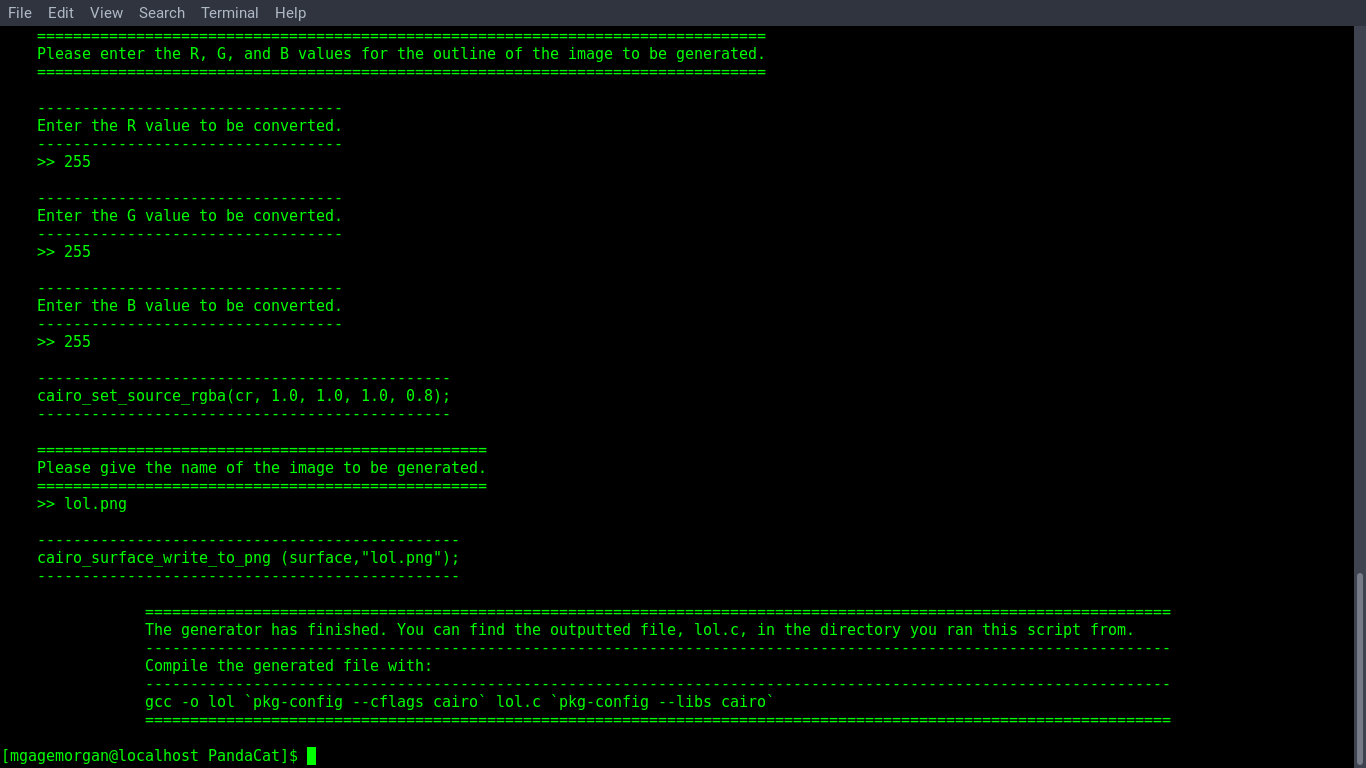 File Edit View Search Terminal Help
================================================================================= 
Please enter the R, G, and B values for the outline of the image to be generated.
=================================================================================
----------------------------------
Enter the R value to be converted.
----------------------------------
>> 255
----------------------------------
Enter the G value to be converted.
----------------------------------
>> 255
----------------------------------
Enter the B value to be converted.
----------------------------------
>> 255
----------------------------------------------
cairo_set_source_rgba(cr, 1.0, 1.0, 1.0, 0.8);
----------------------------------------------
==================================================
Please give the name of the image to be generated.
==================================================
>> lol.png
-----------------------------------------------
cairo_surface_write_to_png (surface,"lol.png");
-----------------------------------------------
==================================================================================================================
The generator has finished. You can find the outputted file, lol.c, in the directory you ran this script from.
------------------------------------------------------------------------------------------------------------------
Compile the generated file with:
------------------------------------------------------------------------------------------------------------------
gcc -o lol `pkg-config --cflags cairo` lol.c `pkg-config --libs cairo`
==================================================================================================================
[mgagemorgan@localhost PandaCat]$